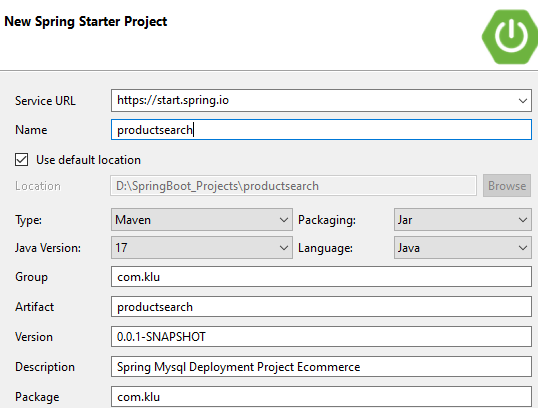 New Spring Starter Project
Service URL https://start.spring.io
Name productsearch
Use default location
Location D:\SpringBoot_Projects\productsearch Browse
Type: Maven Packaging: Jar
Java Version: 17 Language: Java
Group com.klu
Artifact productsearch
Version 0.0.1-SNAPSHOT
Description Spring Mysql Deployment Project Ecommerce
Package com.klu